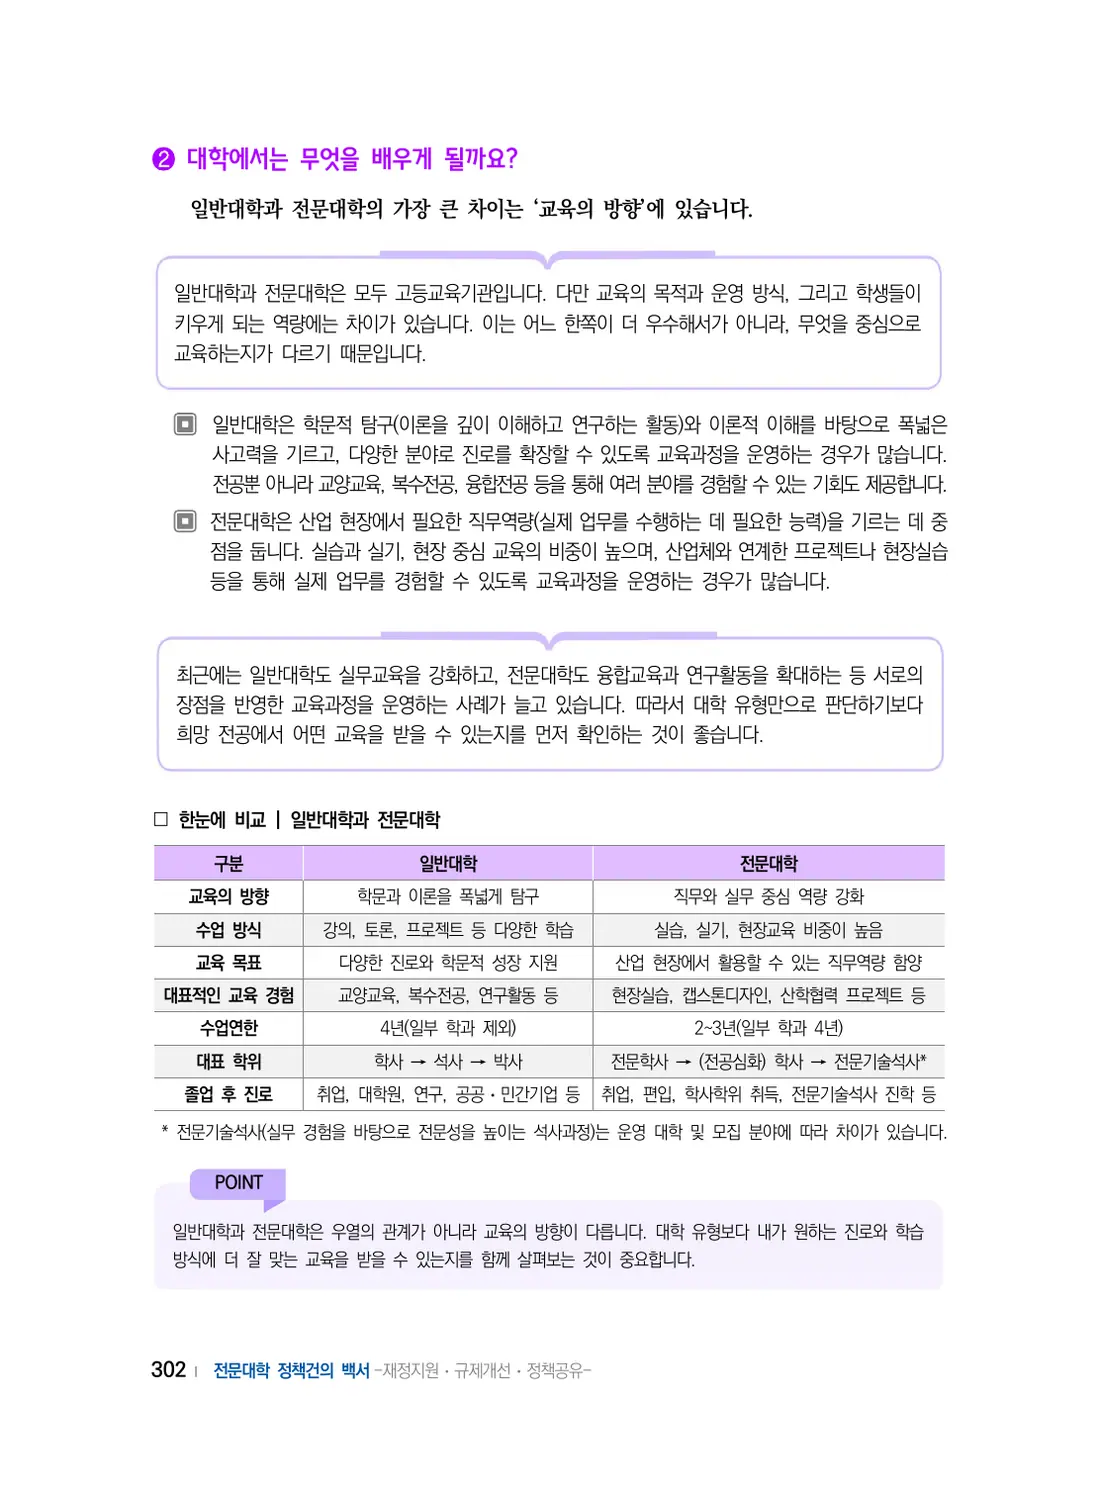 ❷ 대학에서는 무엇을 배우게 될까요?
일반대학과 전문대학의 가장 큰 차이는 ‘교육의 방향’에 있습니다.
일반대학과 전문대학은 모두 고등교육기관입니다. 다만 교육의 목적과 운영 방식, 그리고 학생들이
키우게 되는 역량에는 차이가 있습니다. 이는 어느 한쪽이 더 우수해서가 아니라, 무엇을 중심으로
교육하는지가 다르기 때문입니다.
일반대학은 학문적 탐구(이론을 깊이 이해하고 연구하는 활동)와 이론적 이해를 바탕으로 폭넓은
사고력을 기르고, 다양한 분야로 진로를 확장할 수 있도록 교육과정을 운영하는 경우가 많습니다.
전공뿐 아니라 교양교육, 복수전공, 융합전공 등을 통해 여러 분야를 경험할 수 있는 기회도 제공합니다.
전문대학은 산업 현장에서 필요한 직무역량(실제 업무를 수행하는 데 필요한 능력)을 기르는 데 중
점을 둡니다. 실습과 실기, 현장 중심 교육의 비중이 높으며, 산업체와 연계한 프로젝트나 현장실습
등을 통해 실제 업무를 경험할 수 있도록 교육과정을 운영하는 경우가 많습니다.
최근에는 일반대학도 실무교육을 강화하고, 전문대학도 융합교육과 연구활동을 확대하는 등 서로의
장점을 반영한 교육과정을 운영하는 사례가 늘고 있습니다. 따라서 대학 유형만으로 판단하기보다
희망 전공에서 어떤 교육을 받을 수 있는지를 먼저 확인하는 것이 좋습니다.
□ 한눈에 비교 | 일반대학과 전문대학
구분 일반대학 전문대학
교육의 방향 학문과 이론을 폭넓게 탐구 직무와 실무 중심 역량 강화
수업 방식 강의, 토론, 프로젝트 등 다양한 학습 실습, 실기, 현장교육 비중이 높음
교육 목표 다양한 진로와 학문적 성장 지원 산업 현장에서 활용할 수 있는 직무역량 함양
대표적인 교육 경험 교양교육, 복수전공, 연구활동 등 현장실습, 캡스톤디자인, 산학협력 프로젝트 등
수업연한 4년(일부 학과 제외) 2~3년(일부 학과 4년)
대표 학위 학사 → 석사 → 박사 전문학사 → (전공심화) 학사 → 전문기술석사*
졸업 후 진로 취업, 대학원, 연구, 공공·민간기업 등 취업, 편입, 학사학위 취득, 전문기술석사 진학 등
* 전문기술석사(실무 경험을 바탕으로 전문성을 높이는 석사과정)는 운영 대학 및 모집 분야에 따라 차이가 있습니다.
POINT
일반대학과 전문대학은 우열의 관계가 아니라 교육의 방향이 다릅니다. 대학 유형보다 내가 원하는 진로와 학습
방식에 더 잘 맞는 교육을 받을 수 있는지를 함께 살펴보는 것이 중요합니다.
302 | 전문대학 정책건의 백서 -재정지원·규제개선·정책공유-